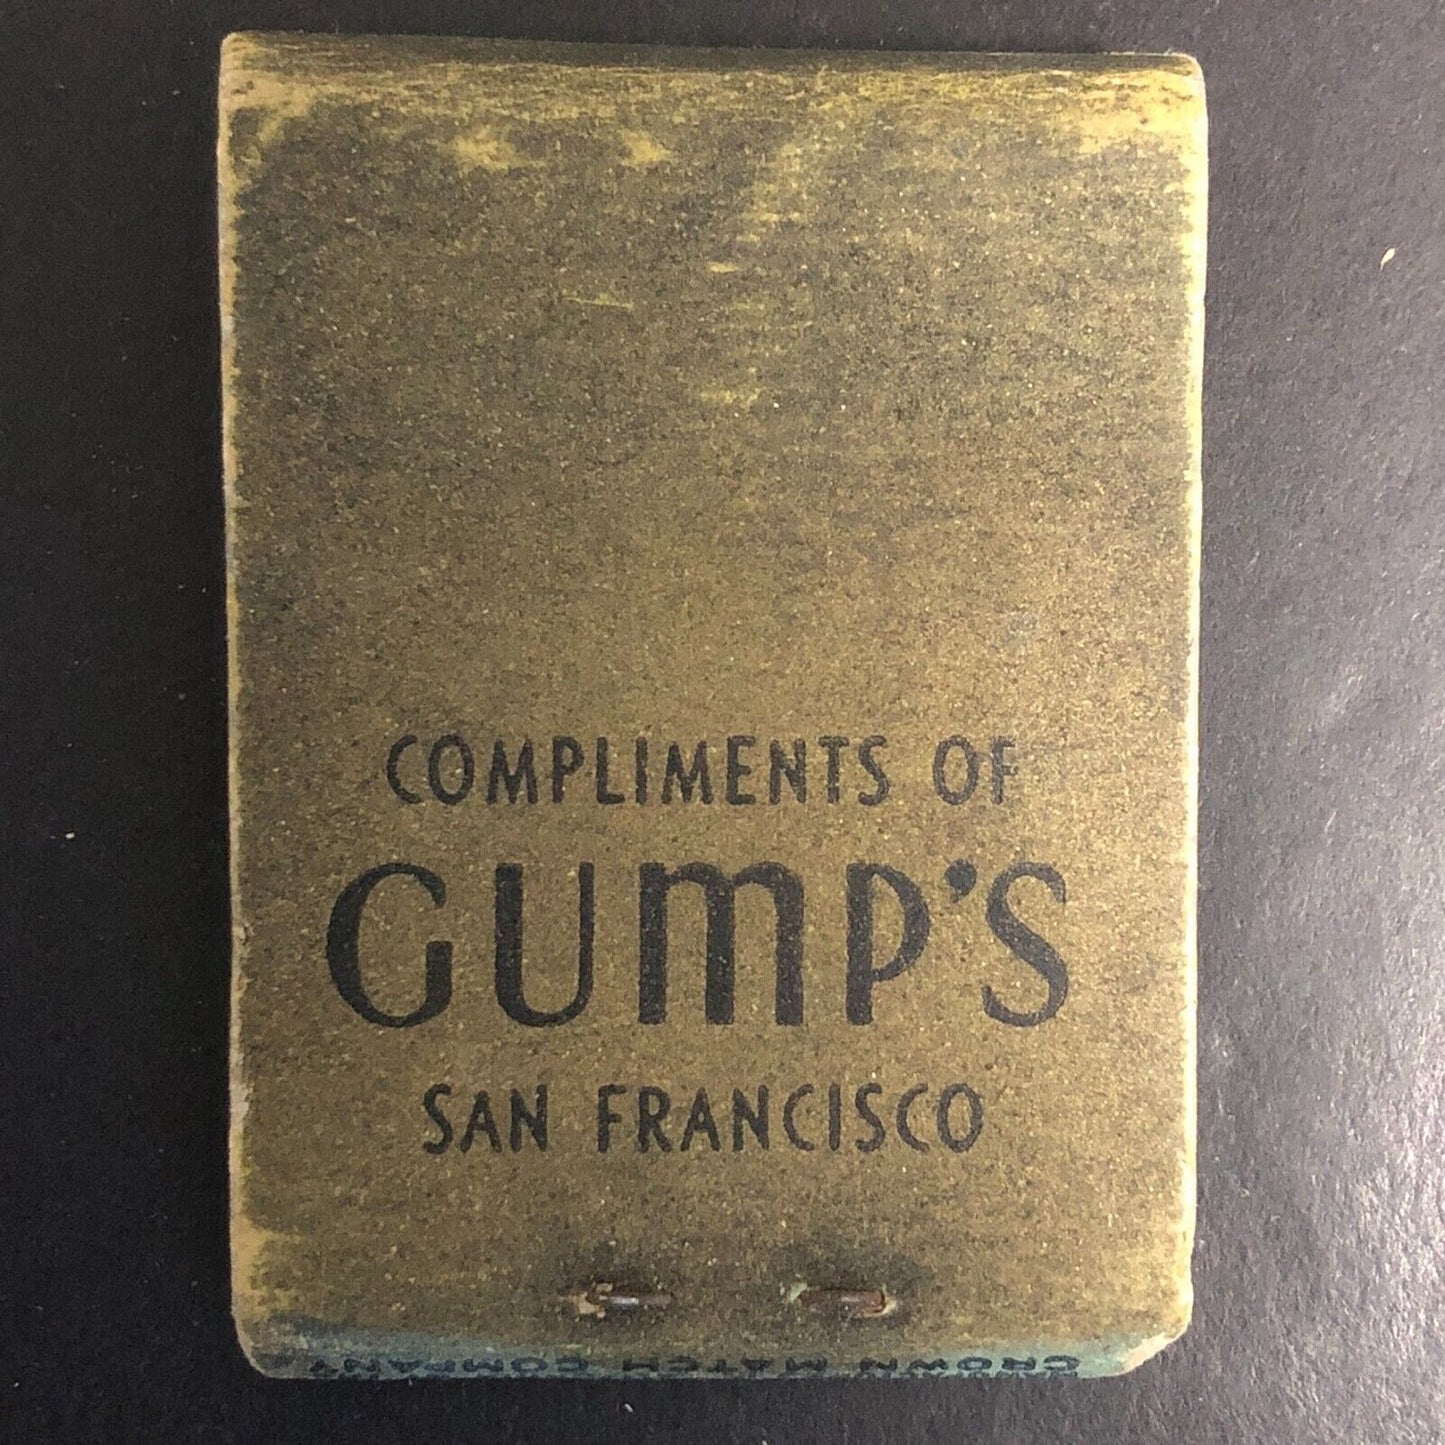 COMPLIMENTS OF
GUMP'S
SAN FRANCISCO
CROWN MATCH COMPANY